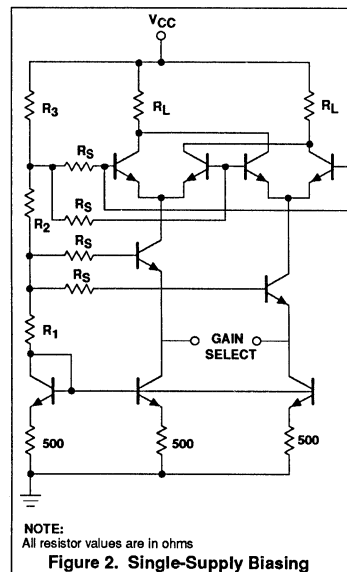 VCC
R3
RL
RL
RS
RS
R2
RS
RS
R1
GAIN
SELECT
500
500
500
NOTE:
All resistor values are in ohms
Figure 2. Single-Supply Biasing